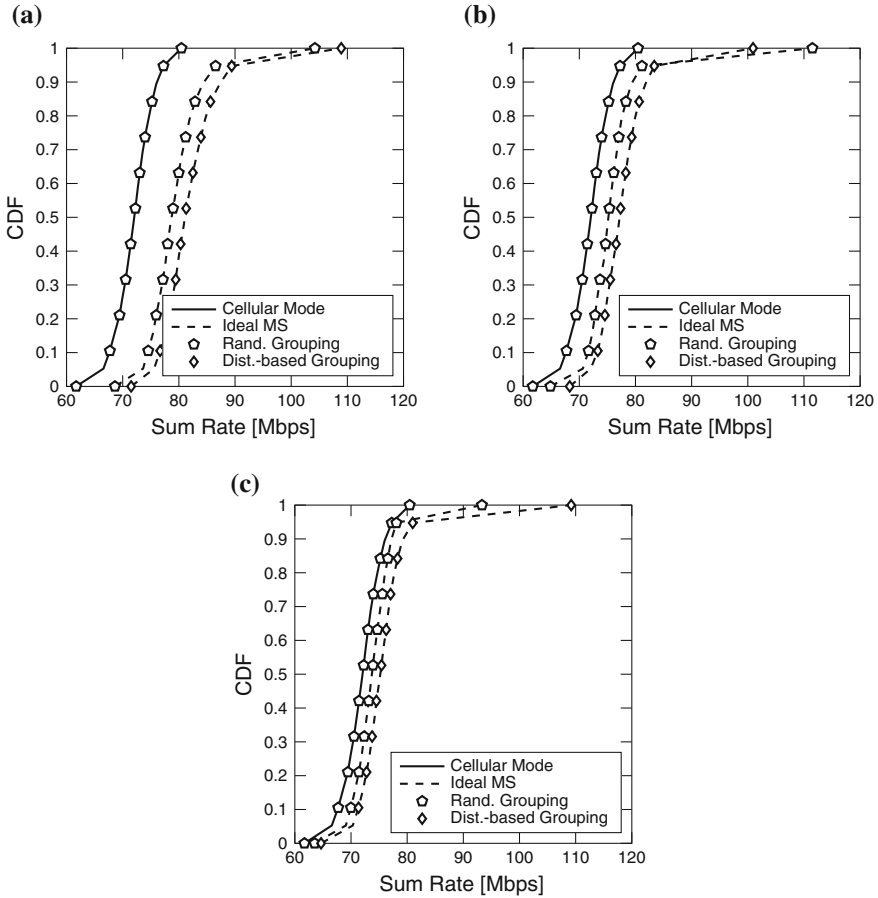 (a)
1
0.9
0.8
0.7
0.6
0.5
0.4
0.3
0.2
0.1
0
CDF
60 70 80 90 100 110 120
Sum Rate [Mbps]
Cellular Mode
Ideal MS
Rand. Grouping
Dist.-based Grouping
(b)
1
0.9
0.8
0.7
0.6
0.5
0.4
0.3
0.2
0.1
0
CDF
60 70 80 90 100 110 120
Sum Rate [Mbps]
Cellular Mode
Ideal MS
Rand. Grouping
Dist.-based Grouping
(c)
1
0.9
0.8
0.7
0.6
0.5
0.4
0.3
0.2
0.1
0
CDF
60 70 80 90 100 110 120
Sum Rate [Mbps]
Cellular Mode
Ideal MS
Rand. Grouping
Dist.-based Grouping